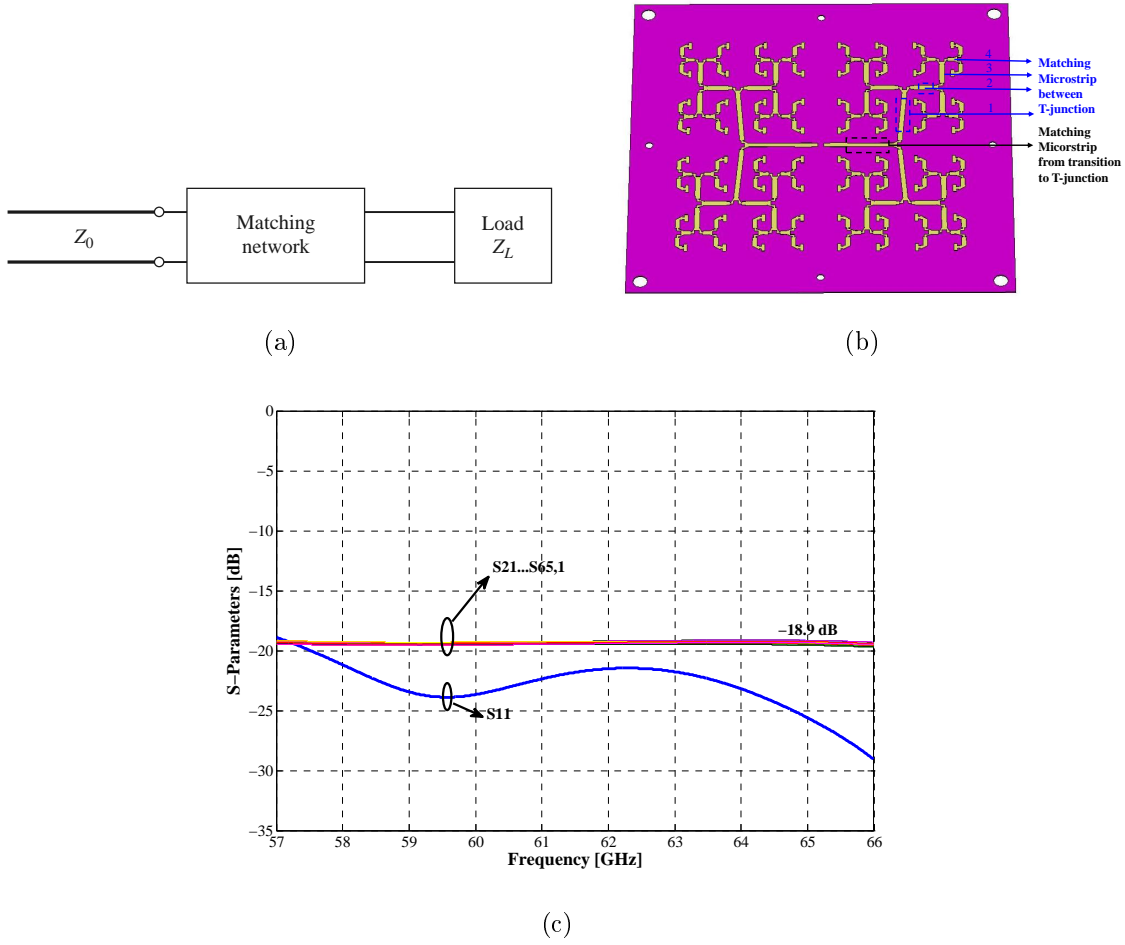 Z0
Matching
network
Load
ZL
(a)
4
3
2
1
Matching
Microstrip
between
T-junction
Matching
Micorstrip
from transition
to T-junction
(b)
S-Parameters [dB]
0
−5
−10
−15
−20
−25
−30
−35
S21...S65,1
−18.9 dB
S11
57
58
59
60
61
62
63
64
65
66
Frequency [GHz]
(c)